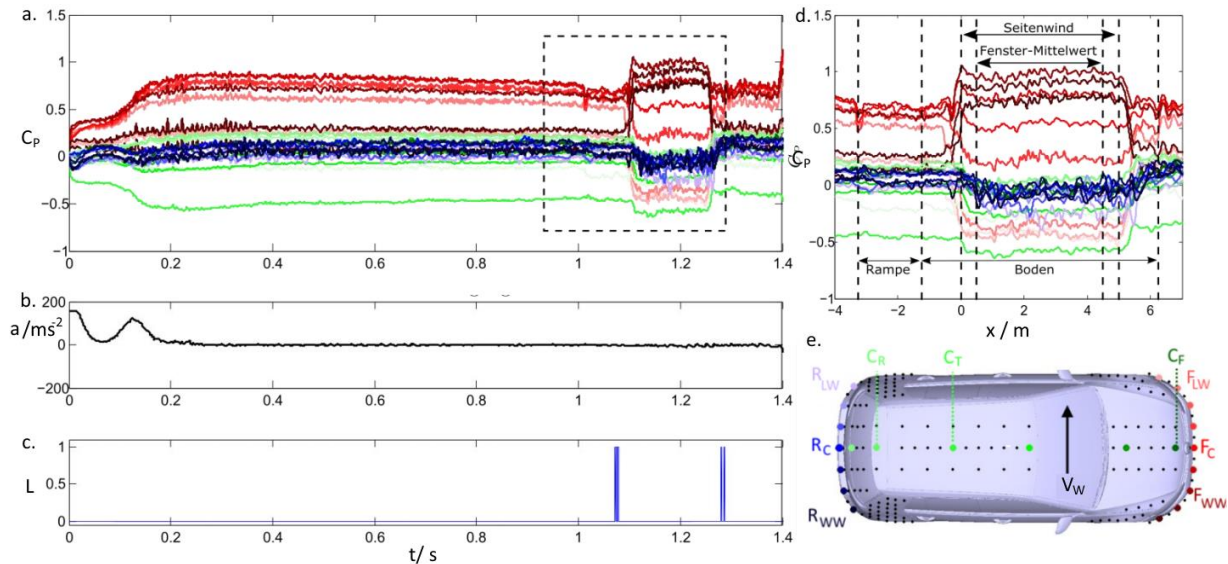 a.
1.5
1
0.5
C_P
0
−0.5
1
0 0.2 0.4 0.6 0.8 1 1.2 1.4
b.
200
a/ms⁻²
0
−200
0 0.2 0.4 0.6 0.8 1 1.2 1.4
c.
1
L 0.5
0
0 0.2 0.4 0.6 0.8 1 1.2 1.4
t/ s
d.
1.5
Seitenwind
1
Fenster-Mittelwert
0.5
C_P
0
−0.5
Rampe Boden
−1
−4 −2 0 2 4 6
x / m
e.
C_R C_T C_F
R_LW F_LW
R_C F_C
V_W
R_WW F_WW